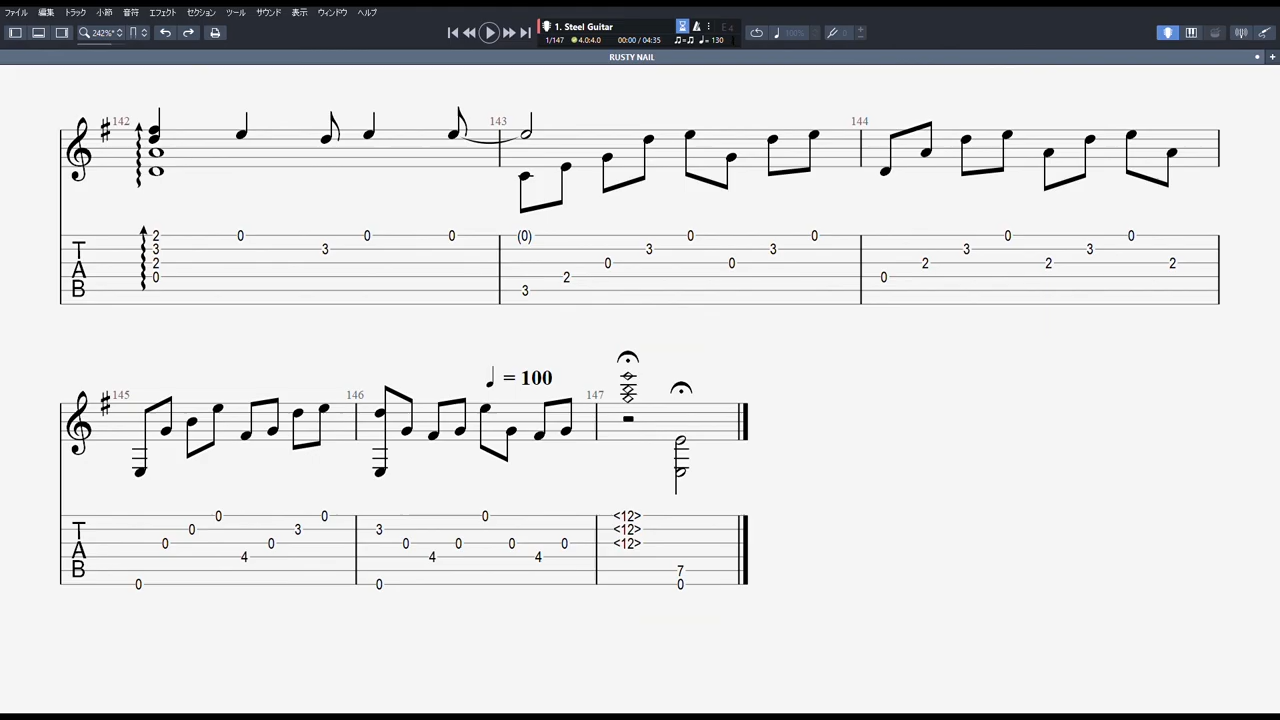 ファイル 編集 トラック 小節 音符 エフェクト セクション ツール サウンド 表示 ウィンドウ ヘルプ
242% 1. Steel Guitar E4
1/147 4.0:4.0 00:00 / 04:35 ♫=♫ ♩= 130 100% 0
RUSTY NAIL
142 143 144
2 0 0 0 (0) 0 0 0
3 3 3 3 3 3
T
2 0 0 2 2 2
A
0 2 0
B
3
145 146 ♩ = 100 147
0 0 0 <12>
T
0 3 3 <12>
0 0 0 0 0 0 <12>
A
4 4 4
B
7
0 0 0